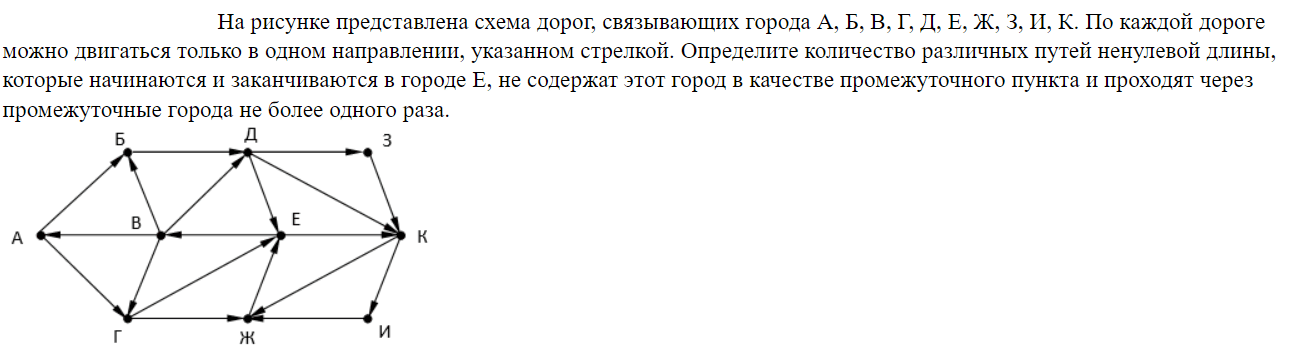 На рисунке представлена схема дорог, связывающих города А, Б, В, Г, Д, Е, Ж, З, И, К. По каждой дороге
можно двигаться только в одном направлении, указанном стрелкой. Определите количество различных путей ненулевой длины,
которые начинаются и заканчиваются в городе Е, не содержат этот город в качестве промежуточного пункта и проходят через
промежуточные города не более одного раза.
Б Д З
А В Е К
Г Ж И